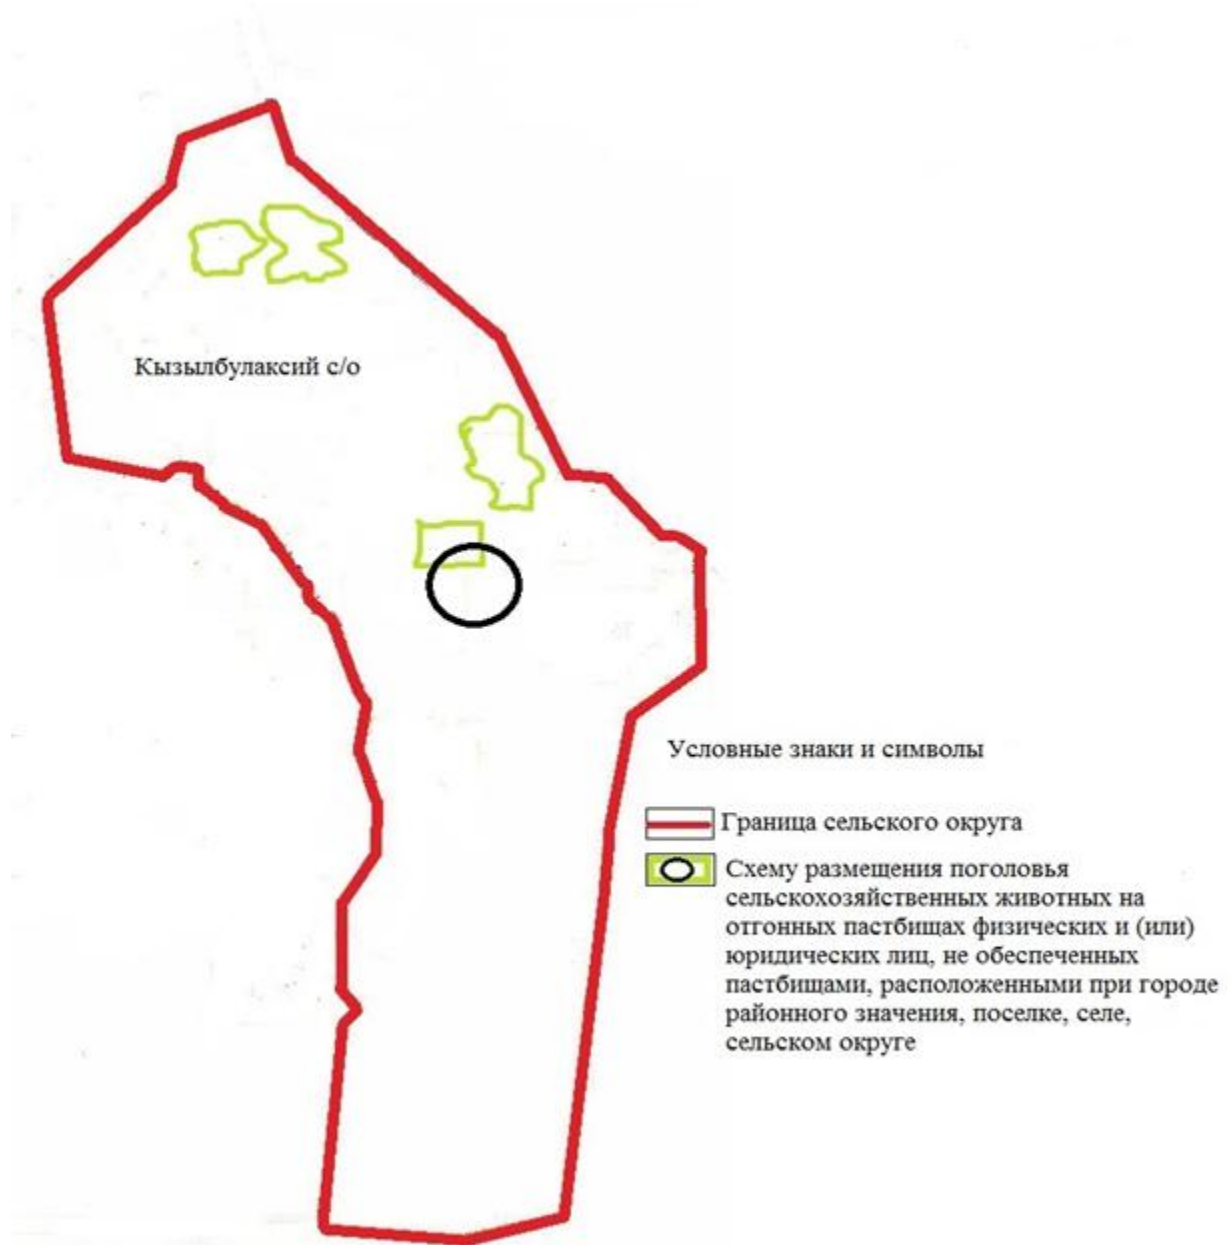 Кызылбулаксий с/о
Условные знаки и символы
Граница сельского округа
Схему размещения поголовья
сельскохозяйственных животных на
отгонных пастбищах физических и (или)
юридических лиц, не обеспеченных
пастбищами, расположенными при городе
районного значения, поселке, селе,
сельском округе